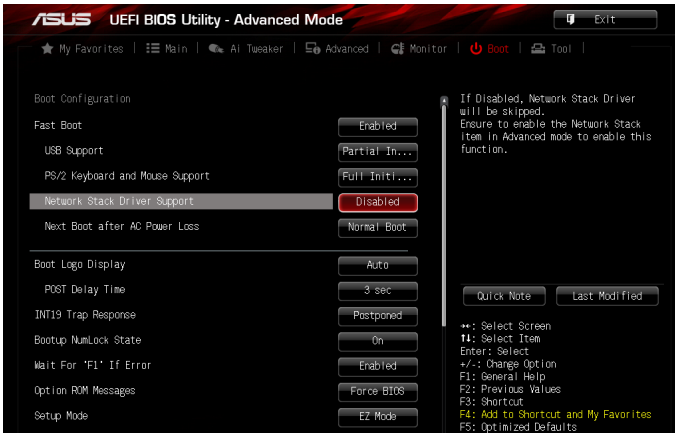 ASUS UEFI BIOS Utility - Advanced Mode
Exit
My Favorites | Main | Ai Tweaker | Advanced | Monitor | Boot | Tool |
Boot Configuration
Fast Boot Enabled
USB Support Partial In...
PS/2 Keyboard and Mouse Support Full Initi...
Network Stack Driver Support Disabled
Next Boot after AC Power Loss Normal Boot
Boot Logo Display Auto
POST Delay Time 3 sec
INT19 Trap Response Postponed
Bootup NumLock State On
Wait For 'F1' If Error Enabled
Option ROM Messages Force BIOS
Setup Mode EZ Mode
If Disabled, Network Stack Driver
will be skipped.
Ensure to enable the Network Stack
item in Advanced mode to enable this
function.
Quick Note Last Modified
→←: Select Screen
↑↓: Select Item
Enter: Select
+/-: Change Option
F1: General Help
F2: Previous Values
F3: Shortcut
F4: Add to Shortcut and My Favorites
F5: Optimized Defaults